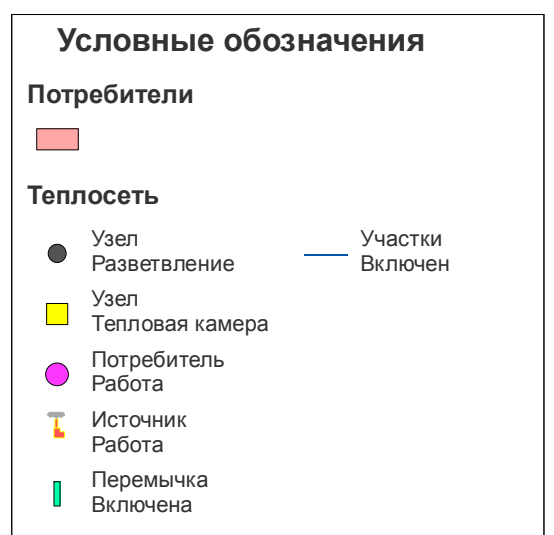 Условные обозначения
Потребители
Теплосеть
Узел
Разветвление
Участки
Включен
Узел
Тепловая камера
Потребитель
Работа
Источник
Работа
Перемычка
Включена